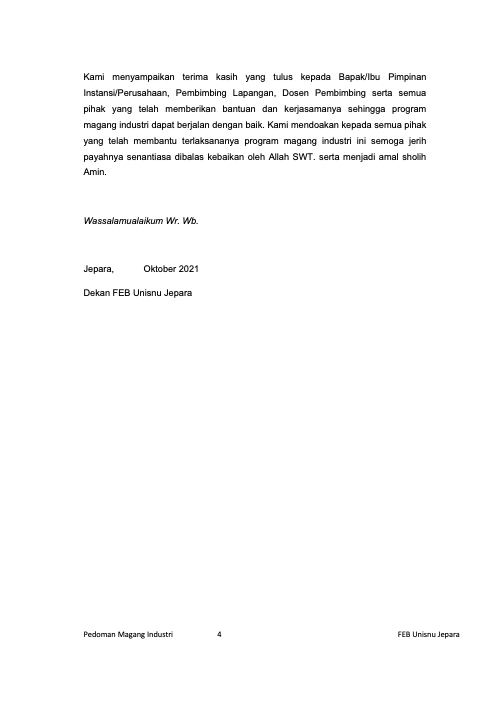 Kami menyampaikan terima kasih yang tulus kepada Bapak/Ibu Pimpinan
Instansi/Perusahaan, Pembimbing Lapangan, Dosen Pembimbing serta semua
pihak yang telah memberikan bantuan dan kerjasamanya sehingga program
magang industri dapat berjalan dengan baik. Kami mendoakan kepada semua pihak
yang telah membantu terlaksananya program magang industri ini semoga jerih
payahnya senantiasa dibalas kebaikan oleh Allah SWT. serta menjadi amal sholih
Amin.
Wassalamualaikum Wr. Wb.
Jepara, Oktober 2021
Dekan FEB Unisnu Jepara
Pedoman Magang Industri 4 FEB Unisnu Jepara